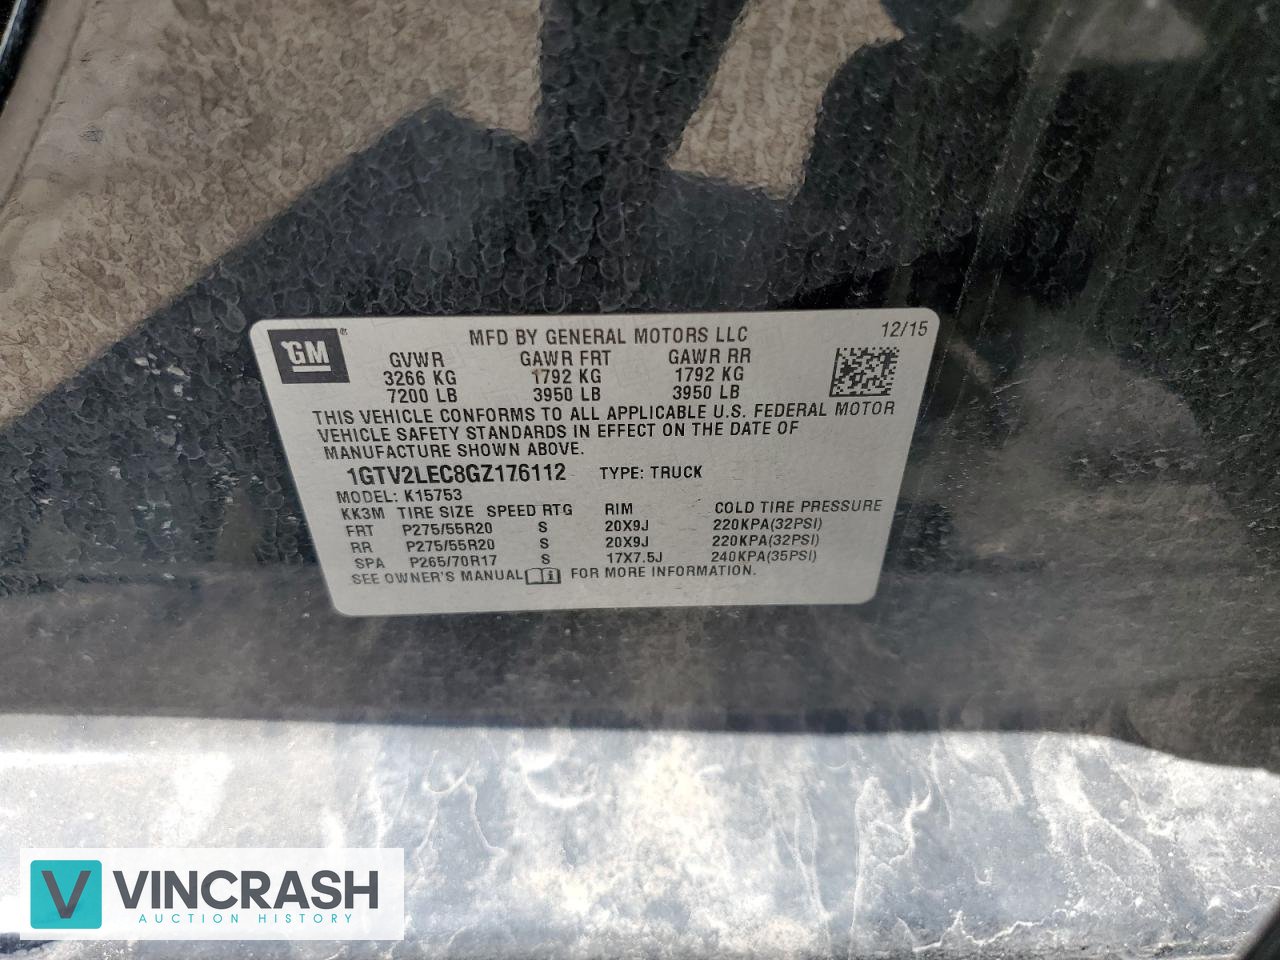 GM
MFD BY GENERAL MOTORS LLC 12/15
GVWR GAWR FRT GAWR RR
3266 KG 1792 KG 1792 KG
7200 LB 3950 LB 3950 LB
THIS VEHICLE CONFORMS TO ALL APPLICABLE U.S. FEDERAL MOTOR
VEHICLE SAFETY STANDARDS IN EFFECT ON THE DATE OF
MANUFACTURE SHOWN ABOVE.
1GTV2LEC8GZ176112 TYPE: TRUCK
MODEL: K15753
KK3M TIRE SIZE SPEED RTG RIM COLD TIRE PRESSURE
FRT P275/55R20 S 20X9J 220KPA(32PSI)
RR P275/55R20 S 20X9J 220KPA(32PSI)
SPA P265/70R17 S 17X7.5J 240KPA(35PSI)
SEE OWNER'S MANUAL FOR MORE INFORMATION.
V VINCRASH
AUCTION HISTORY